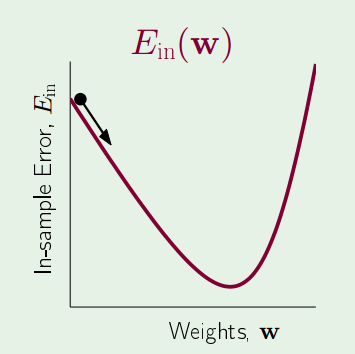 E_in(w)
In-sample Error, E_in
Weights, w